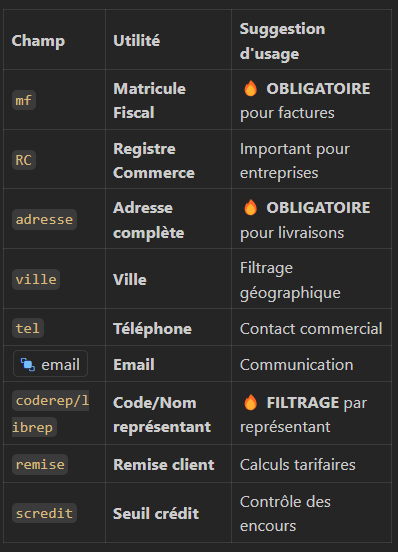 Champ Utilité Suggestion
d'usage
mf Matricule
Fiscal 🔥 OBLIGATOIRE
pour factures
RC Registre
Commerce Important pour
entreprises
adresse Adresse
complète 🔥 OBLIGATOIRE
pour livraisons
ville Ville Filtrage
géographique
tel Téléphone Contact commercial
email Email Communication
coderep/l
ibrep Code/Nom
représentant 🔥 FILTRAGE par
représentant
remise Remise client Calculs tarifaires
scredit Seuil crédit Contrôle des
encours